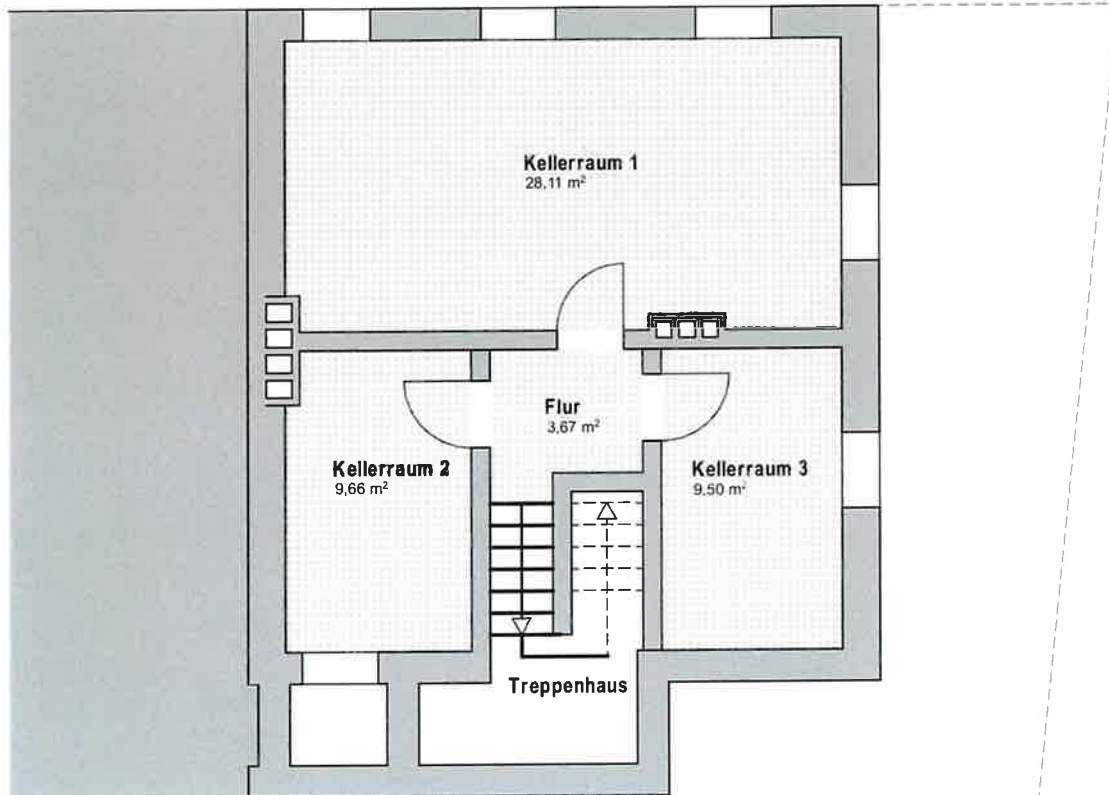 Kellerraum 1
28,11 m²
Flur
3,67 m²
Kellerraum 2
9,66 m²
Kellerraum 3
9,50 m²
Treppenhaus